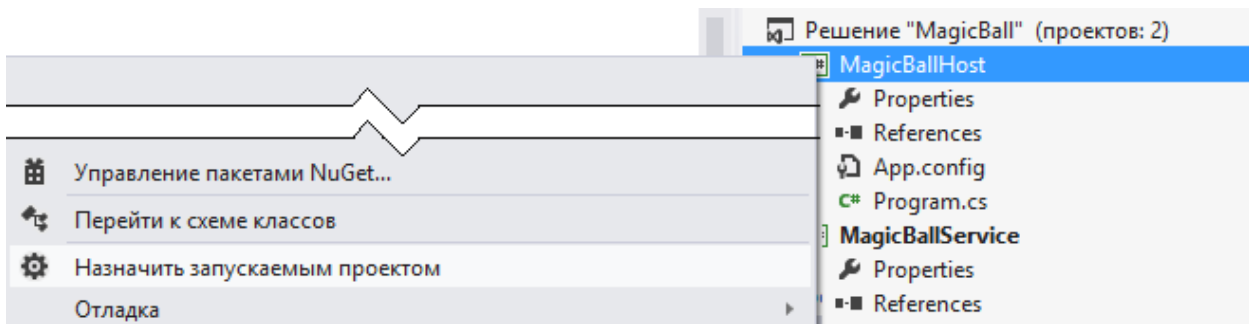 Решение "MagicBall" (проектов: 2)
MagicBallHost
Properties
References
App.config
C# Program.cs
MagicBallService
Properties
References
Управление пакетами NuGet...
Перейти к схеме классов
Назначить запускаемым проектом
Отладка